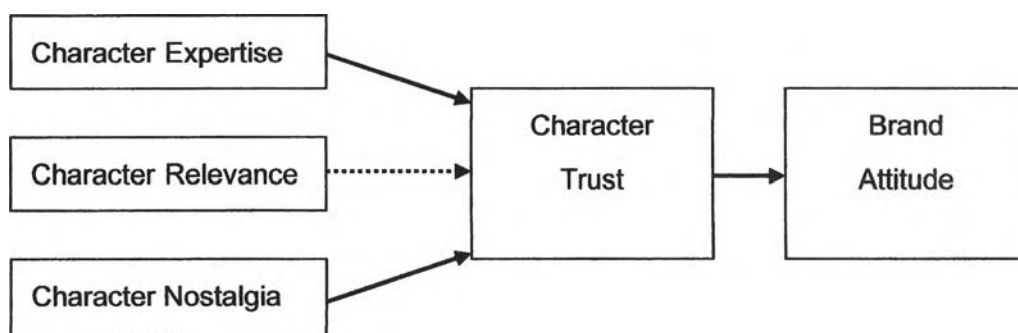 Character Expertise
Character Relevance
Character Nostalgia
Character
Trust
Brand
Attitude